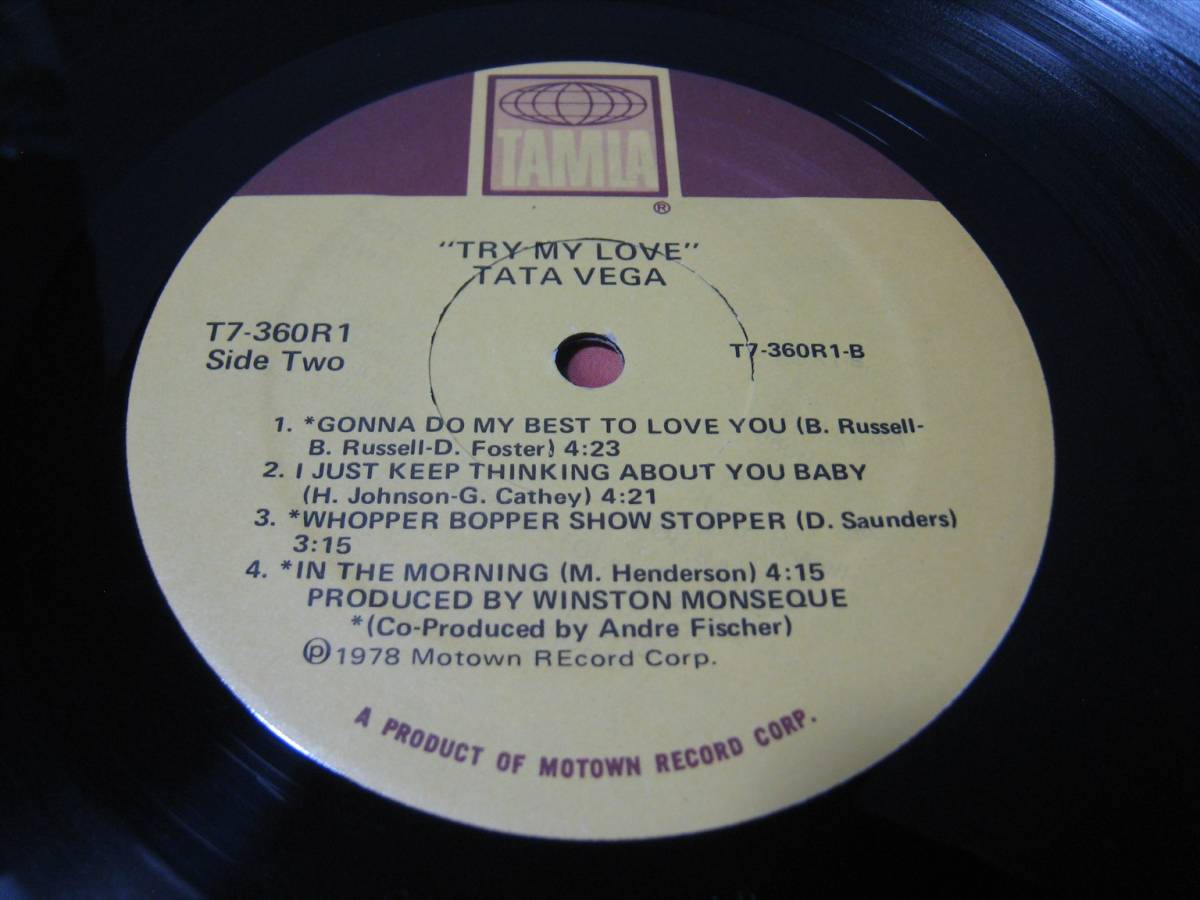 TAMLA
®
"TRY MY LOVE"
TATA VEGA
T7-360R1
Side Two
T7-360R1-B
1. *GONNA DO MY BEST TO LOVE YOU (B. Russell-
B. Russell-D. Foster) 4:23
2. I JUST KEEP THINKING ABOUT YOU BABY
(H. Johnson-G. Cathey) 4:21
3. *WHOPPER BOPPER SHOW STOPPER (D. Saunders)
3:15
4. *IN THE MORNING (M. Henderson) 4:15
PRODUCED BY WINSTON MONSEQUE
*(Co-Produced by Andre Fischer)
℗ 1978 Motown REcord Corp.
A PRODUCT OF MOTOWN RECORD CORP.